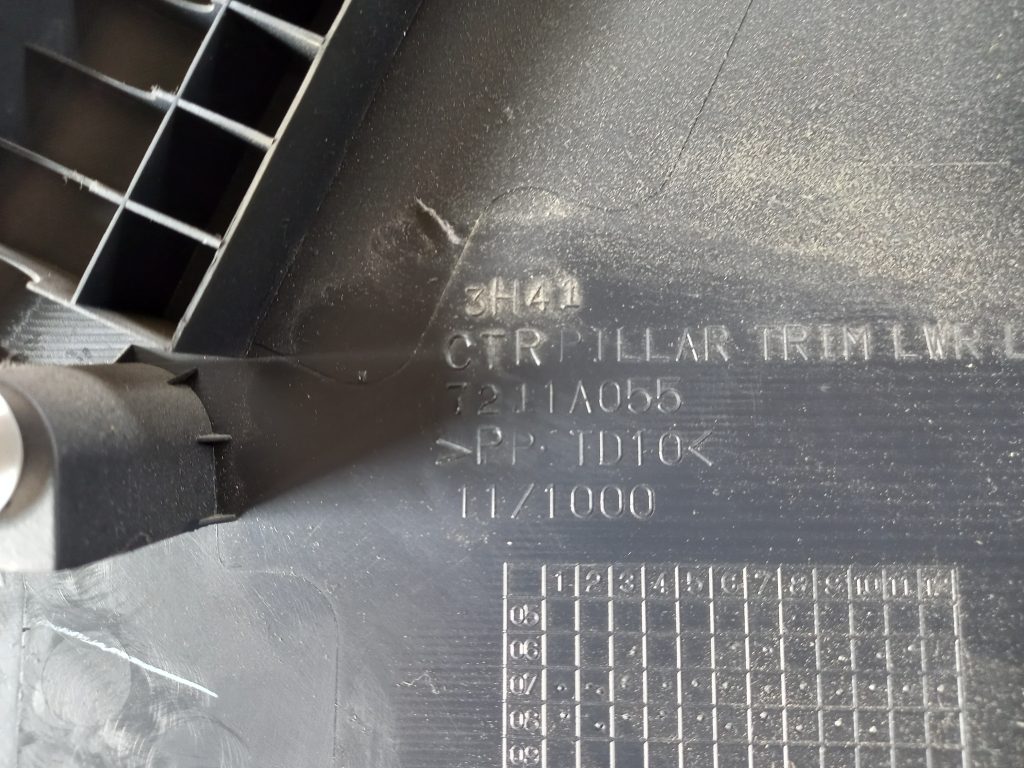 3H41
CTR PILLAR TRIM LWR L
7211A055
>PP-TD10<
11/1000
1 2 3 4 5 6 7 8 9 10 11 12
05
06
07
08
09